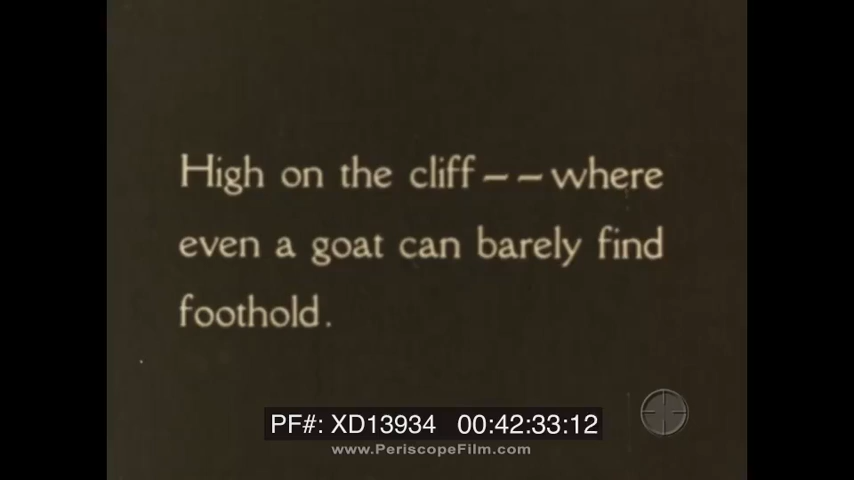 High on the cliff -- where
even a goat can barely find
foothold.
PF#: XD13934 00:42:33:12
www.PeriscopeFilm.com